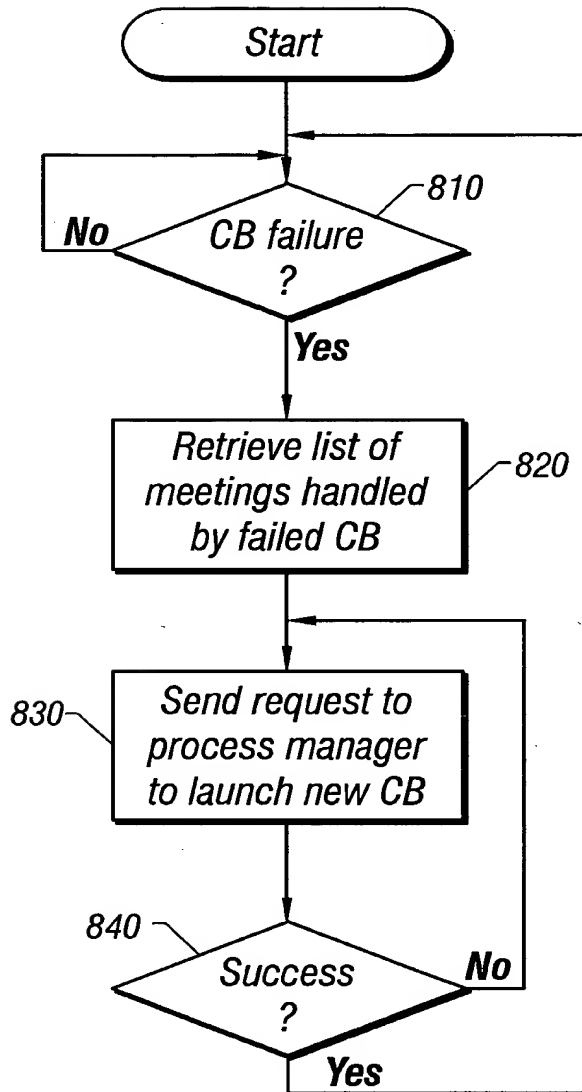 Start
810
No
CB failure
?
Yes
Retrieve list of
meetings handled
by failed CB
820
830
Send request to
process manager
to launch new CB
840
Success
?
No
Yes